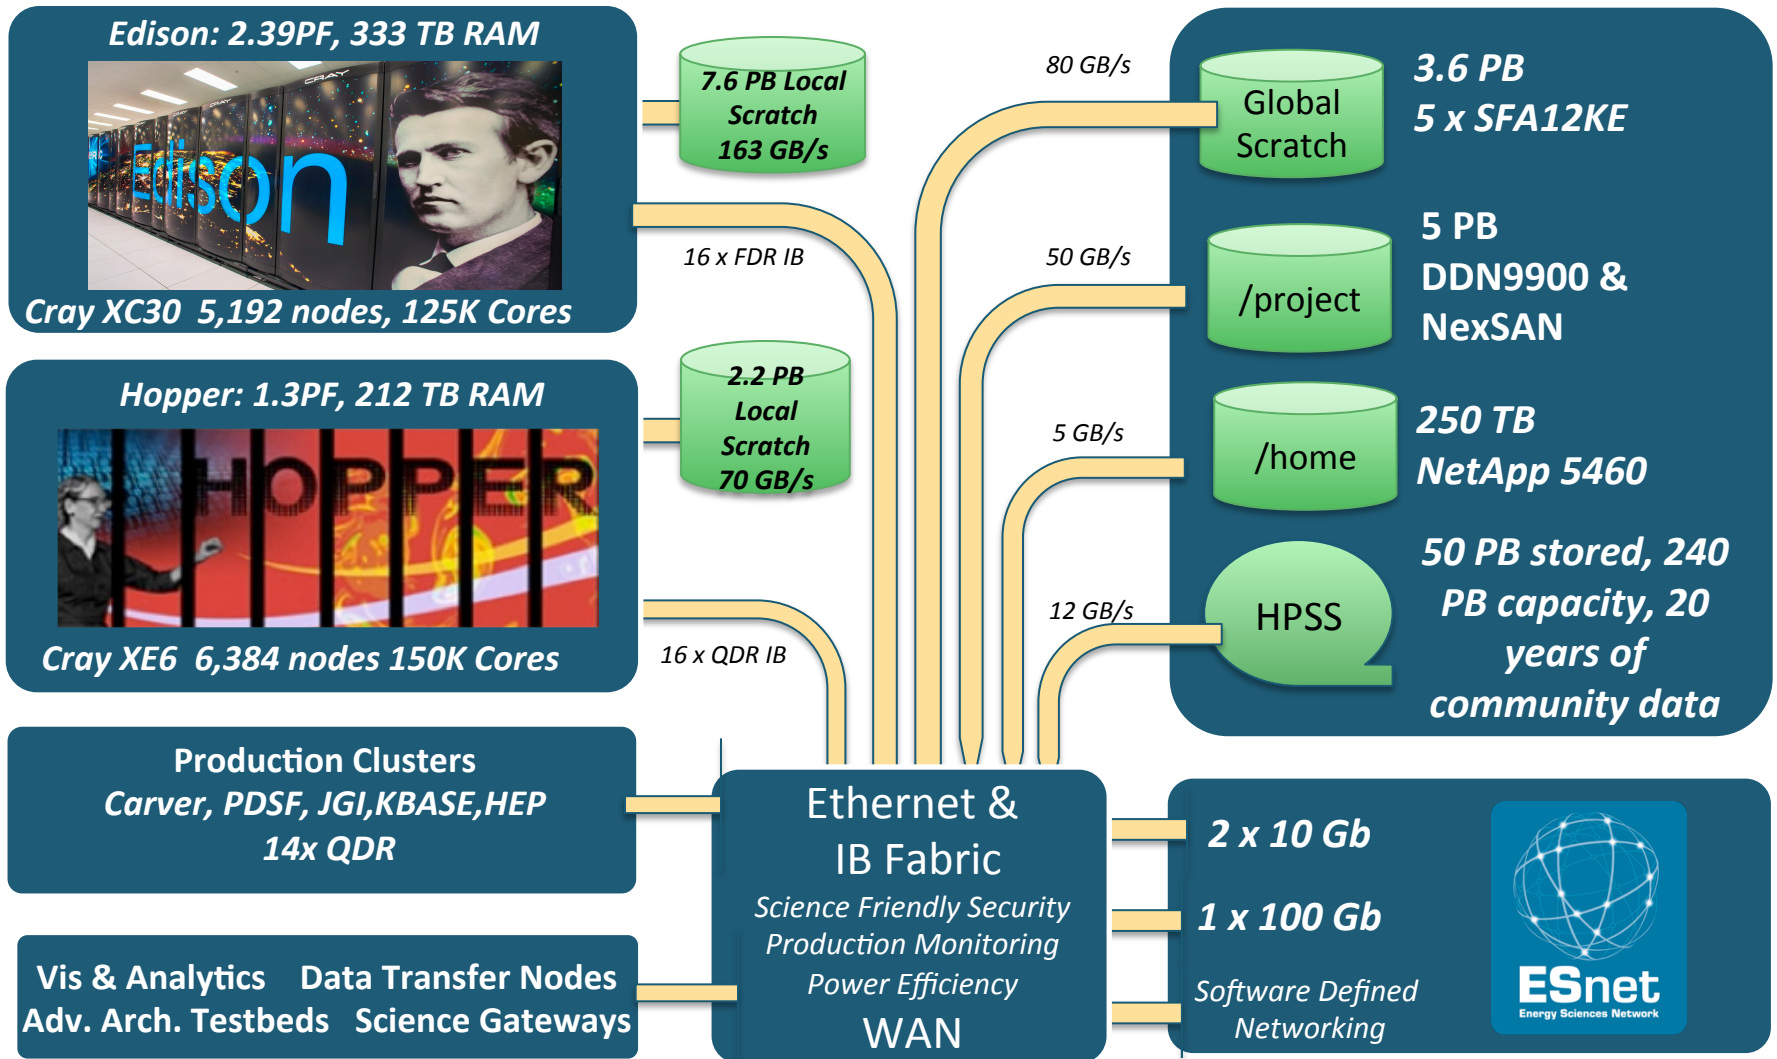 Edison: 2.39PF, 333 TB RAM
CRAY
Edison
Cray XC30  5,192 nodes, 125K Cores
7.6 PB Local
Scratch
163 GB/s
16 x FDR IB
Hopper: 1.3PF, 212 TB RAM
HOPPER
Cray XE6  6,384 nodes 150K Cores
2.2 PB
Local
Scratch
70 GB/s
16 x QDR IB
Production Clusters
Carver, PDSF, JGI,KBASE,HEP
14x QDR
Vis & Analytics    Data Transfer Nodes
Adv. Arch. Testbeds   Science Gateways
80 GB/s
Global
Scratch
3.6 PB
5 x SFA12KE
50 GB/s
/project
5 PB
DDN9900 &
NexSAN
5 GB/s
/home
250 TB
NetApp 5460
12 GB/s
HPSS
50 PB stored, 240
PB capacity, 20
years of
community data
Ethernet &
IB Fabric
Science Friendly Security
Production Monitoring
Power Efficiency
WAN
2 x 10 Gb
1 x 100 Gb
Software Defined
Networking
ESnet
Energy Sciences Network